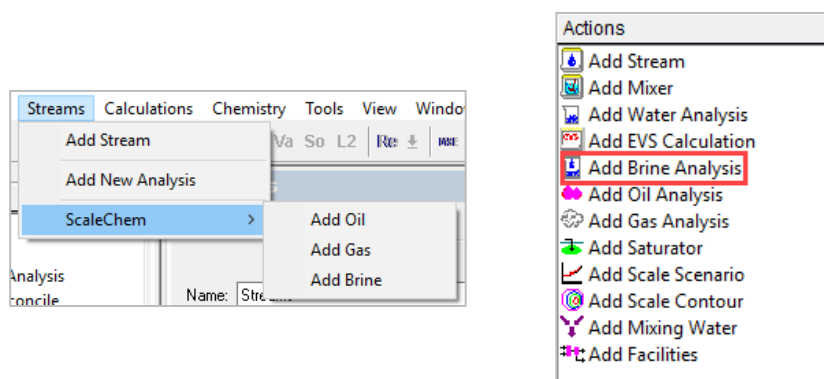 Streams Calculations Chemistry Tools View
Add Stream
Va So L2
Add New Analysis
ScaleChem >
Add Oil
Add Gas
Add Brine
Analysis
Name:
Actions
Add Stream
Add Mixer
Add Water Analysis
Add EVS Calculation
Add Brine Analysis
Add Oil Analysis
Add Gas Analysis
Add Saturator
Add Scale Scenario
Add Scale Contour
Add Mixing Water
Add Facilities